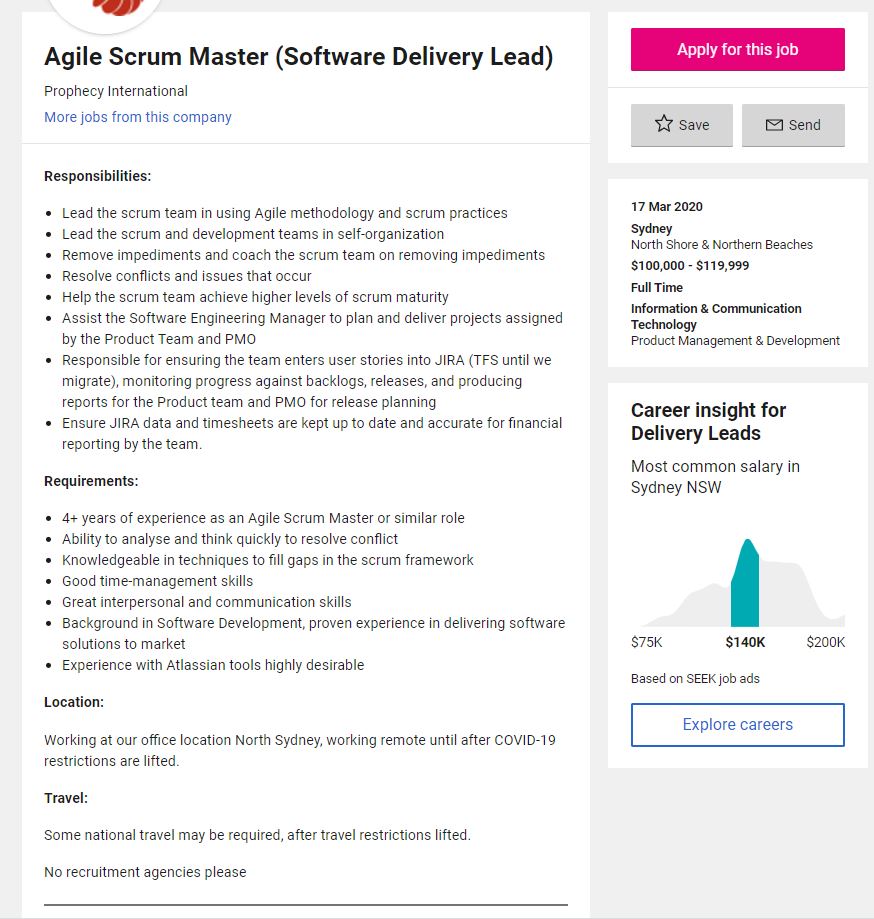 Agile Scrum Master (Software Delivery Lead)
Prophecy International
More jobs from this company
Responsibilities:
Lead the scrum team in using Agile methodology and scrum practices
Lead the scrum and development teams in self-organization
Remove impediments and coach the scrum team on removing impediments
Resolve conflicts and issues that occur
Help the scrum team achieve higher levels of scrum maturity
Assist the Software Engineering Manager to plan and deliver projects assigned
by the Product Team and PMO
Responsible for ensuring the team enters user stories into JIRA (TFS until we
migrate), monitoring progress against backlogs, releases, and producing
reports for the Product team and PMO for release planning
Ensure JIRA data and timesheets are kept up to date and accurate for financial
reporting by the team.
Requirements:
4+ years of experience as an Agile Scrum Master or similar role
Ability to analyse and think quickly to resolve conflict
Knowledgeable in techniques to fill gaps in the scrum framework
Good time-management skills
Great interpersonal and communication skills
Background in Software Development, proven experience in delivering software
solutions to market
Experience with Atlassian tools highly desirable
Location:
Working at our office location North Sydney, working remote until after COVID-19
restrictions are lifted.
Travel:
Some national travel may be required, after travel restrictions lifted.
No recruitment agencies please
Apply for this job
Save
Send
17 Mar 2020
Sydney
North Shore & Northern Beaches
$100,000 - $119,999
Full Time
Information & Communication
Technology
Product Management & Development
Career insight for
Delivery Leads
Most common salary in
Sydney NSW
$75K $140K $200K
Based on SEEK job ads
Explore careers